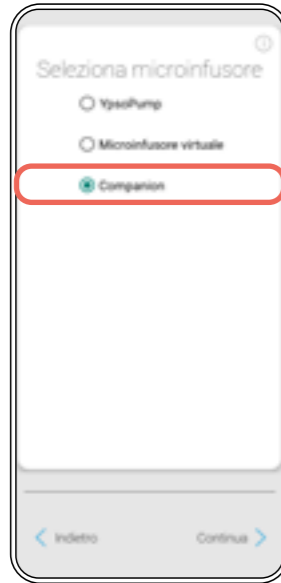 Seleziona microinfusore
YpsoPump
Microinfusore virtuale
Companion
Indietro
Continua